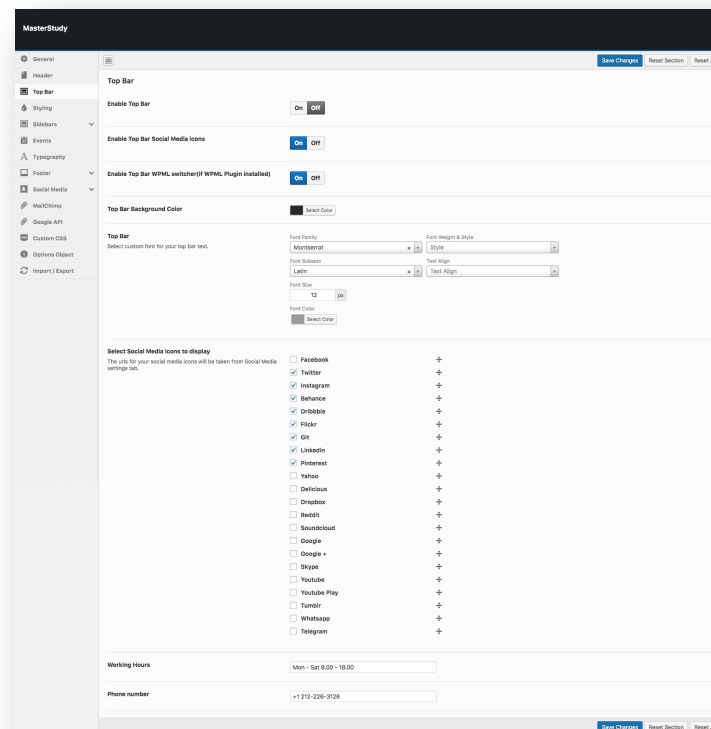 MasterStudy
General
Header
Top Bar
Styling
Sidebars
Events
Typography
Footer
Social Media
MailChimp
Google API
Custom CSS
Options Object
Import / Export
Save Changes Reset Section Reset
Top Bar
Enable Top Bar
On Off
Enable Top Bar Social Media icons
On Off
Enable Top Bar WPML switcher(if WPML Plugin installed)
On Off
Top Bar Background Color
Select Color
Top Bar
Select custom font for your top bar text.
Font Family Font Weight & Style
Montserrat Style
Font Subsets Text Align
Latin Text Align
Font Size
12 px
Font Color
Select Color
Select Social Media Icons to display
The urls for your social media icons will be taken from Social Media
settings tab.
Facebook
Twitter
Instagram
Behance
Dribbble
Flickr
Git
Linkedin
Pinterest
Yahoo
Delicious
Dropbox
Reddit
Soundcloud
Google
Google +
Skype
Youtube
Youtube Play
Tumblr
Whatsapp
Telegram
Working Hours
Mon - Sat 8.00 - 18.00
Phone number
+1 212-226-3126
Save Changes Reset Section Reset